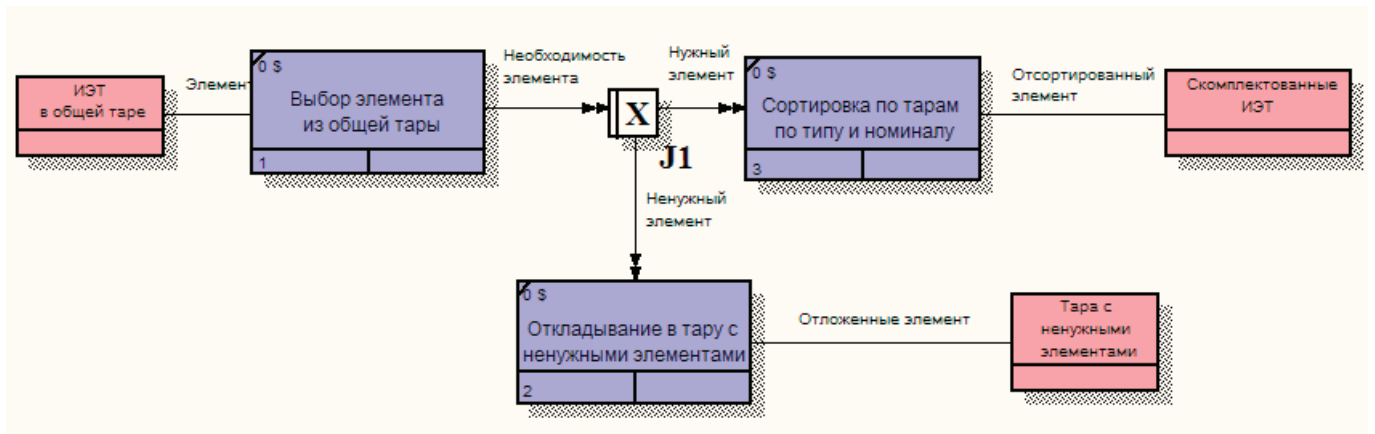 ИЭТ
в общей таре
Элемент
0 $
Выбор элемента
из общей тары
1
Необходимость
элемента
X
J1
Нужный
элемент
0 $
Сортировка по тарам
по типу и номиналу
3
Отсортированный
элемент
Скомплектованные
ИЭТ
Ненужный
элемент
0 $
Откладывание в тару с
ненужными элементами
2
Отложенные элемент
Тара с
ненужными
элементами